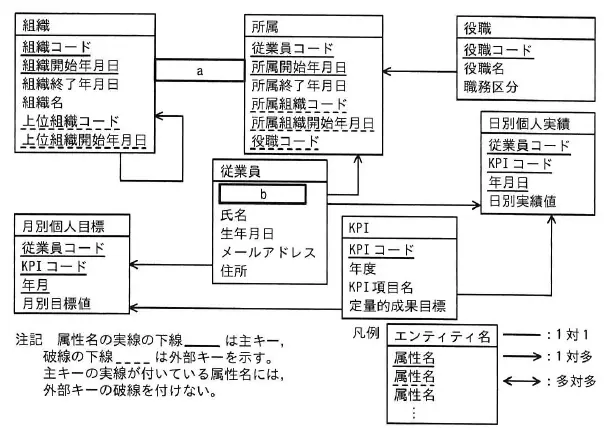 組織
組織コード
組織開始年月日
組織終了年月日
組織名
上位組織コード
上位組織開始年月日
a
所属
従業員コード
所属開始年月日
所属終了年月日
所属組織コード
所属組織開始年月日
役職コード
役職
役職コード
役職名
職務区分
日別個人実績
従業員コード
KPIコード
年月日
日別実績値
従業員
b
氏名
生年月日
メールアドレス
住所
月別個人目標
従業員コード
KPIコード
年月
月別目標値
KPI
KPIコード
年度
KPI項目名
定量的成果目標
注記 属性名の実線の下線____は主キー，
破線の下線____は外部キーを示す。
主キーの実線が付いている属性名には，
外部キーの破線を付けない。
凡例
エンティティ名
属性名
属性名
属性名
⋮
：1対1
：1対多
：多対多